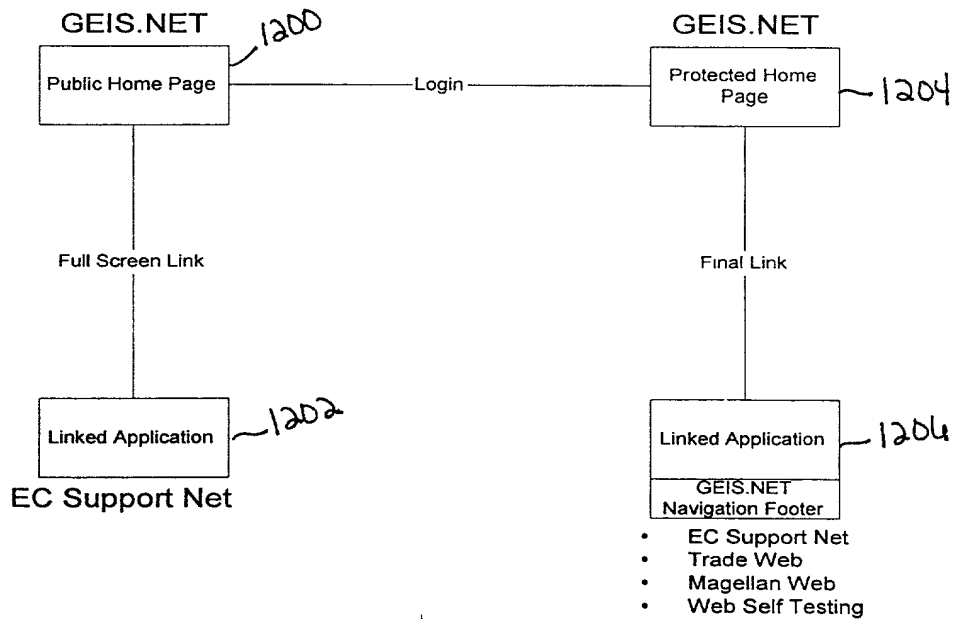 GEIS.NET
1200
Public Home Page
Login
GEIS.NET
Protected Home
Page
1204
Full Screen Link
Final Link
Linked Application
1202
EC Support Net
Linked Application
1206
GEIS.NET
Navigation Footer
• EC Support Net
• Trade Web
• Magellan Web
• Web Self Testing